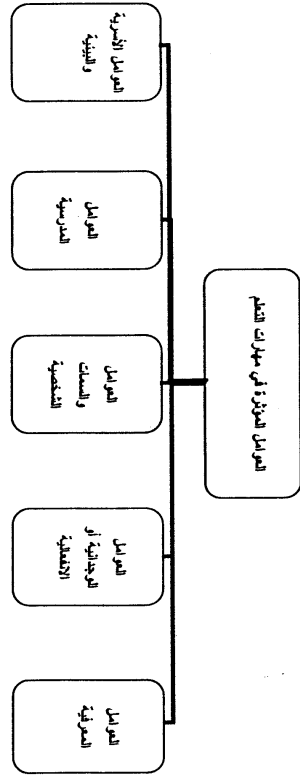 العوامل المؤثرة في مهارات التعلم
العوامل
المعرفية
العوامل
الوجدانية أو
الانفعالية
العوامل
والسمات
الشخصية
العوامل
المدرسية
العوامل الأسرية
والبيئية